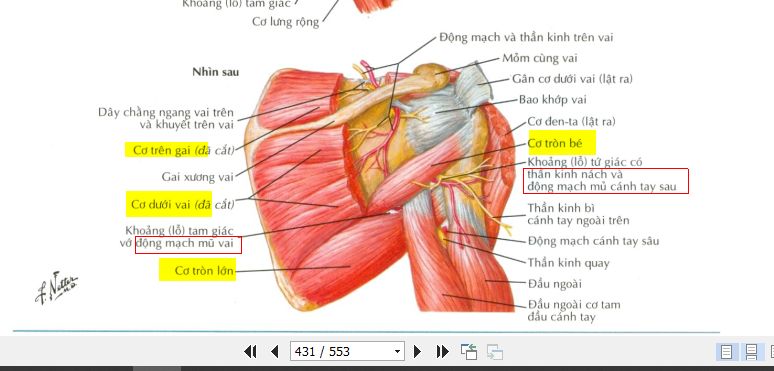 Khoảng (lỗ) tam giác
Cơ lưng rộng
Nhìn sau
Động mạch và thần kinh trên vai
Mỏm cùng vai
Gân cơ dưới vai (lật ra)
Bao khớp vai
Dây chằng ngang vai trên
và khuyết trên vai
Cơ đen-ta (lật ra)
Cơ trên gai (đã cắt)
Cơ tròn bé
Gai xương vai
Khoảng (lỗ) tứ giác có
thần kinh nách và
động mạch mủ cánh tay sau
Cơ dưới vai (đã cắt)
Thần kinh bì
cánh tay ngoài trên
Khoảng (lỗ) tam giác
vớ động mạch mũ vai
Động mạch cánh tay sâu
Cơ tròn lớn
Thần kinh quay
Đầu ngoài
Đầu ngoài cơ tam
đầu cánh tay
F. Netter
M.D.
431 / 553